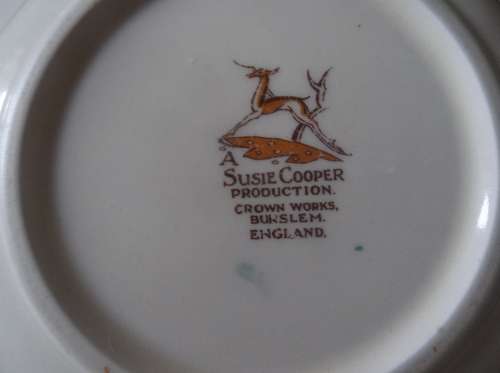 A
SUSIE COOPER
PRODUCTION.
CROWN WORKS,
BURSLEM.
ENGLAND.